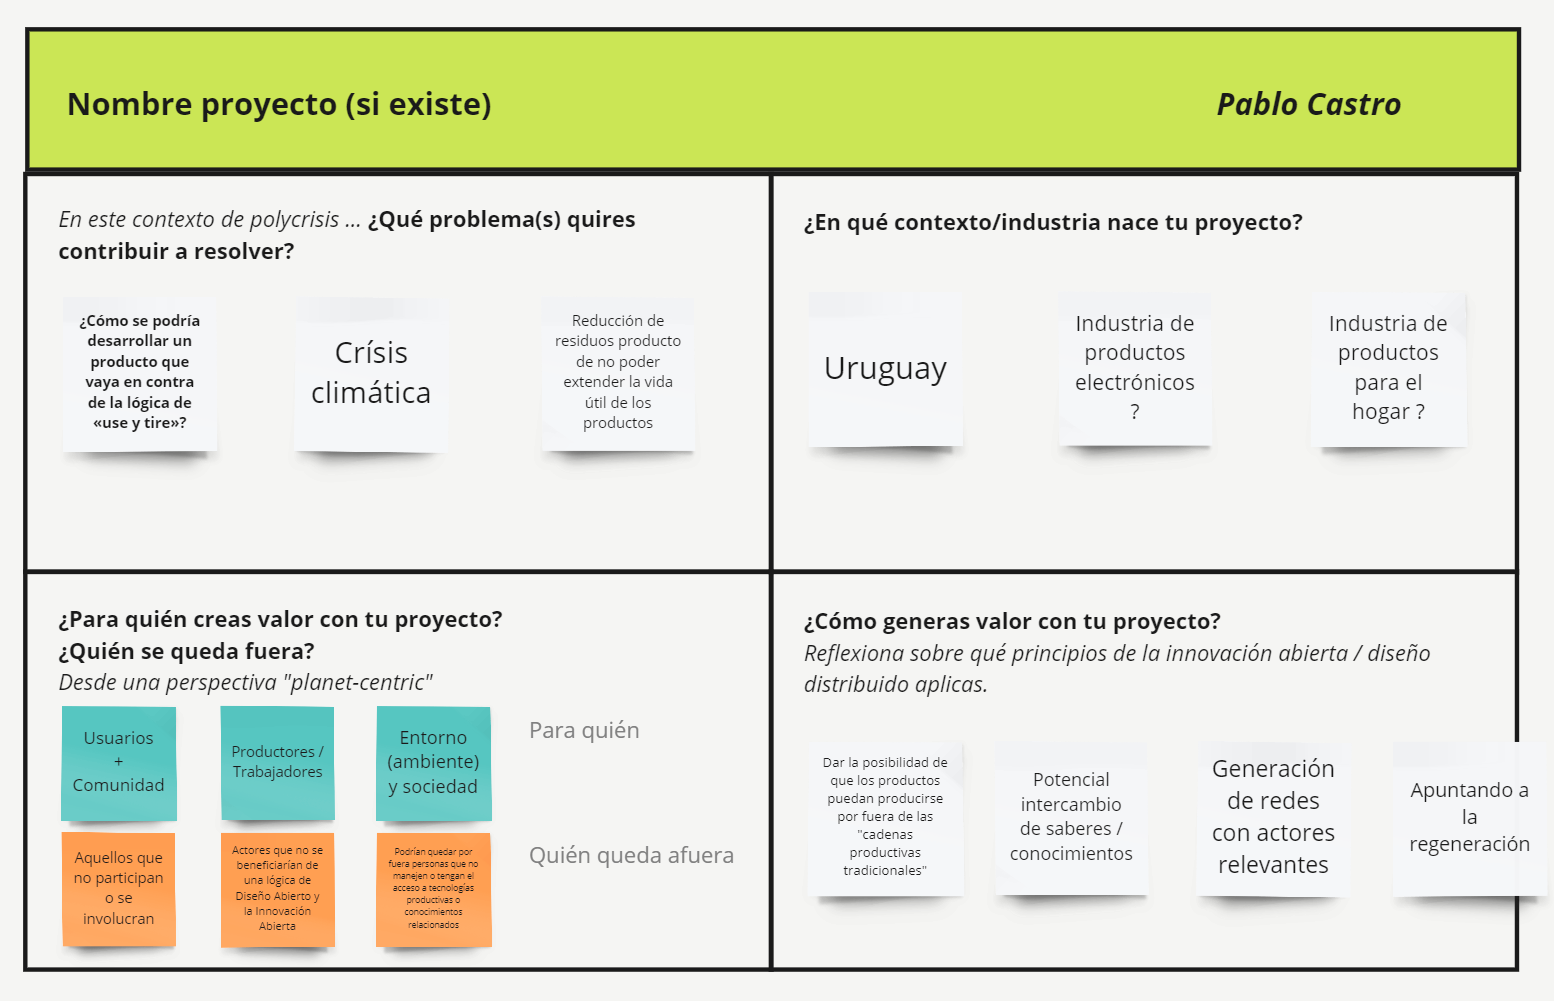 Nombre proyecto (si existe)
Pablo Castro
En este contexto de polycrisis ... ¿Qué problema(s) quires
contribuir a resolver?
¿Cómo se podría
desarrollar un
producto que
vaya en contra
de la lógica de
«use y tire»?
Crísis
climática
Reducción de
residuos producto
de no poder
extender la vida
útil de los
productos
¿En qué contexto/industria nace tu proyecto?
Uruguay
Industria de
productos
electrónicos
?
Industria de
productos
para el
hogar ?
¿Para quién creas valor con tu proyecto?
¿Quién se queda fuera?
Desde una perspectiva "planet-centric"
Usuarios
+
Comunidad
Productores /
Trabajadores
Entorno
(ambiente)
y sociedad
Para quién
Aquellos que
no participan
o se
involucran
Actores que no se
beneficiarían de
una lógica de
Diseño Abierto y
la Innovación
Abierta
Podrían quedar por
fuera personas que no
manejen o tengan el
acceso a tecnologías
productivas o
conocimientos
relacionados
Quién queda afuera
¿Cómo generas valor con tu proyecto?
Reflexiona sobre qué principios de la innovación abierta / diseño
distribuido aplicas.
Dar la posibilidad de
que los productos
puedan producirse
por fuera de las
"cadenas
productivas
tradicionales"
Potencial
intercambio
de saberes /
conocimientos
Generación
de redes
con actores
relevantes
Apuntando a
la
regeneración